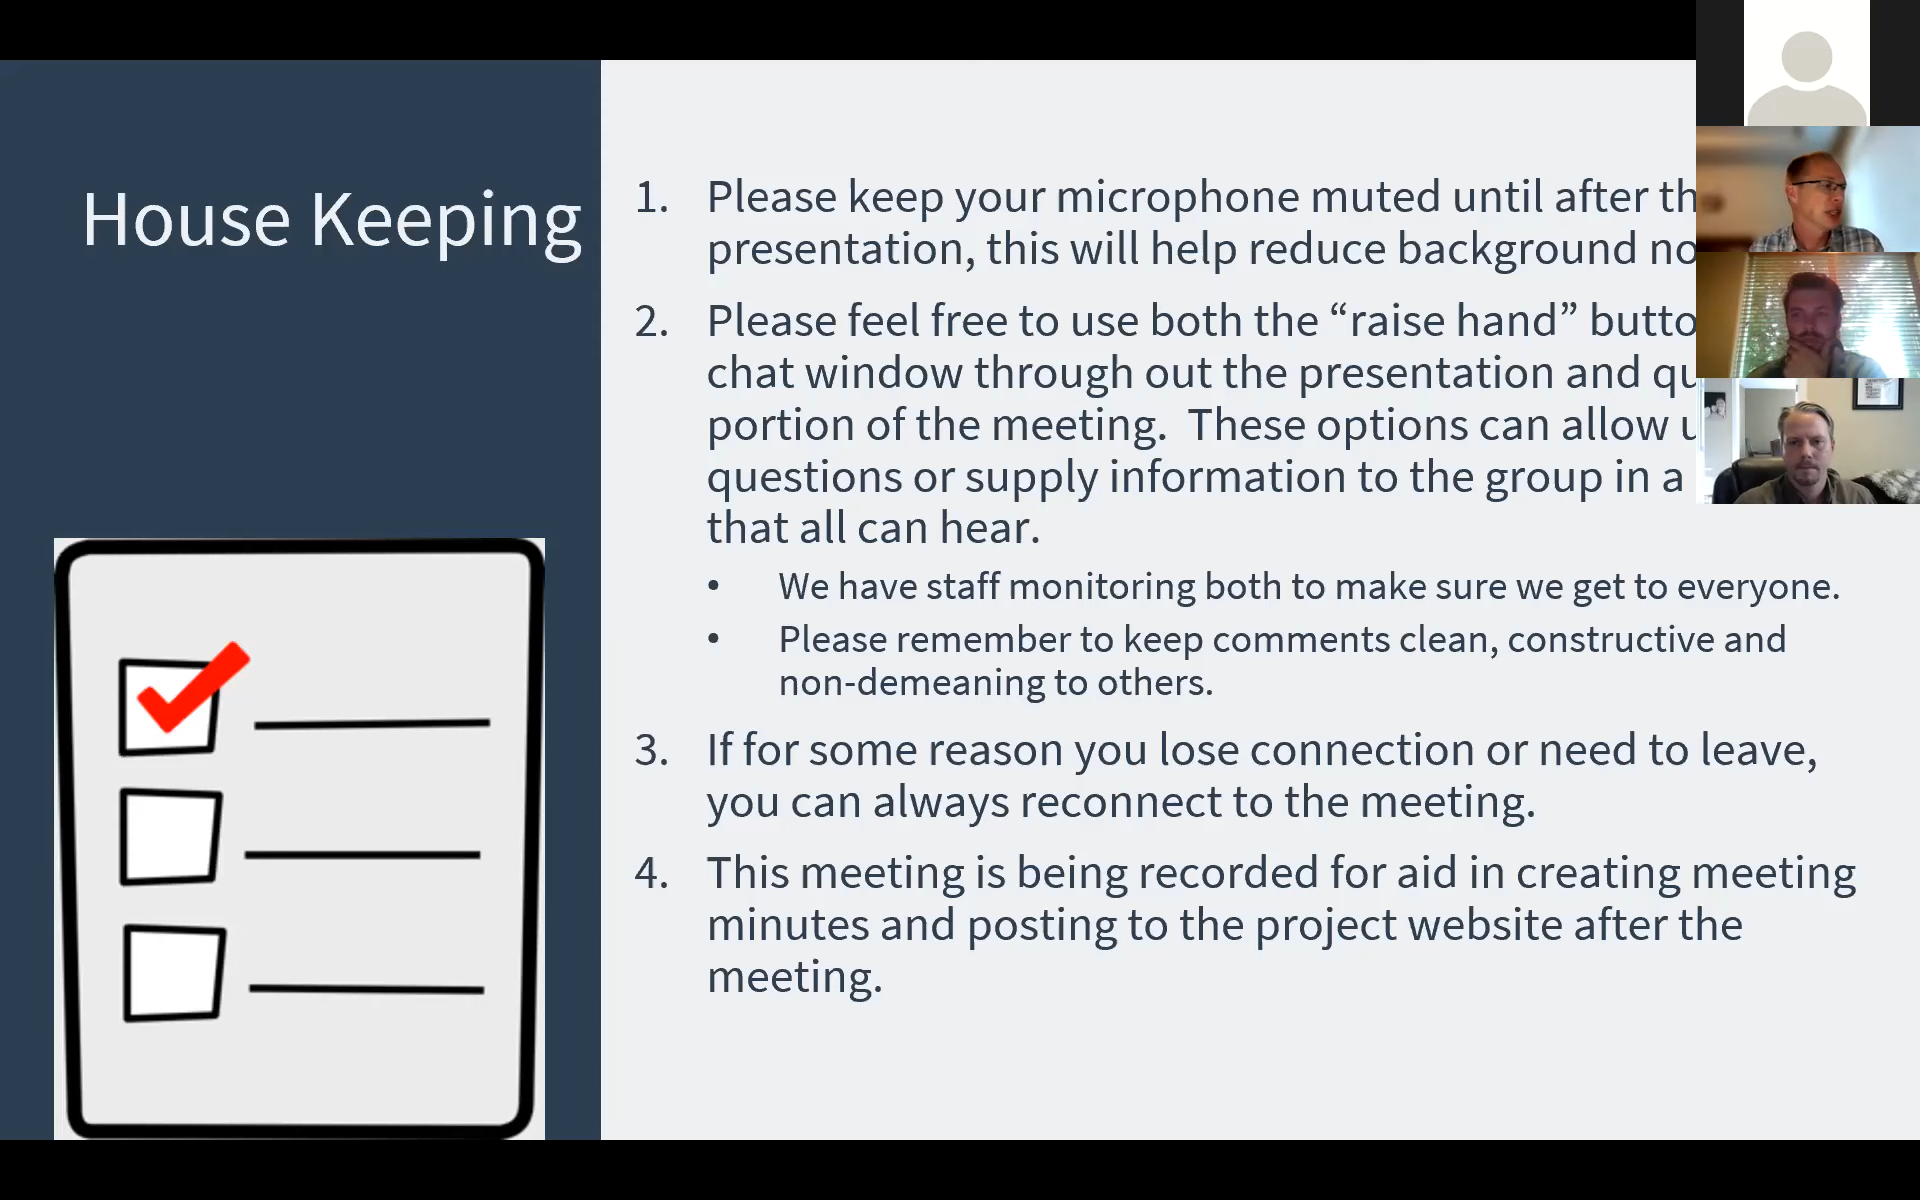 House Keeping
1. Please keep your microphone muted until after
presentation, this will help reduce background
2. Please feel free to use both the “raise hand”
chat window through out the presentation and
portion of the meeting. These options can allow
questions or supply information to the group in a
that all can hear.
• We have staff monitoring both to make sure we get to everyone.
• Please remember to keep comments clean, constructive and
non-demeaning to others.
3. If for some reason you lose connection or need to leave,
you can always reconnect to the meeting.
4. This meeting is being recorded for aid in creating meeting
minutes and posting to the project website after the
meeting.